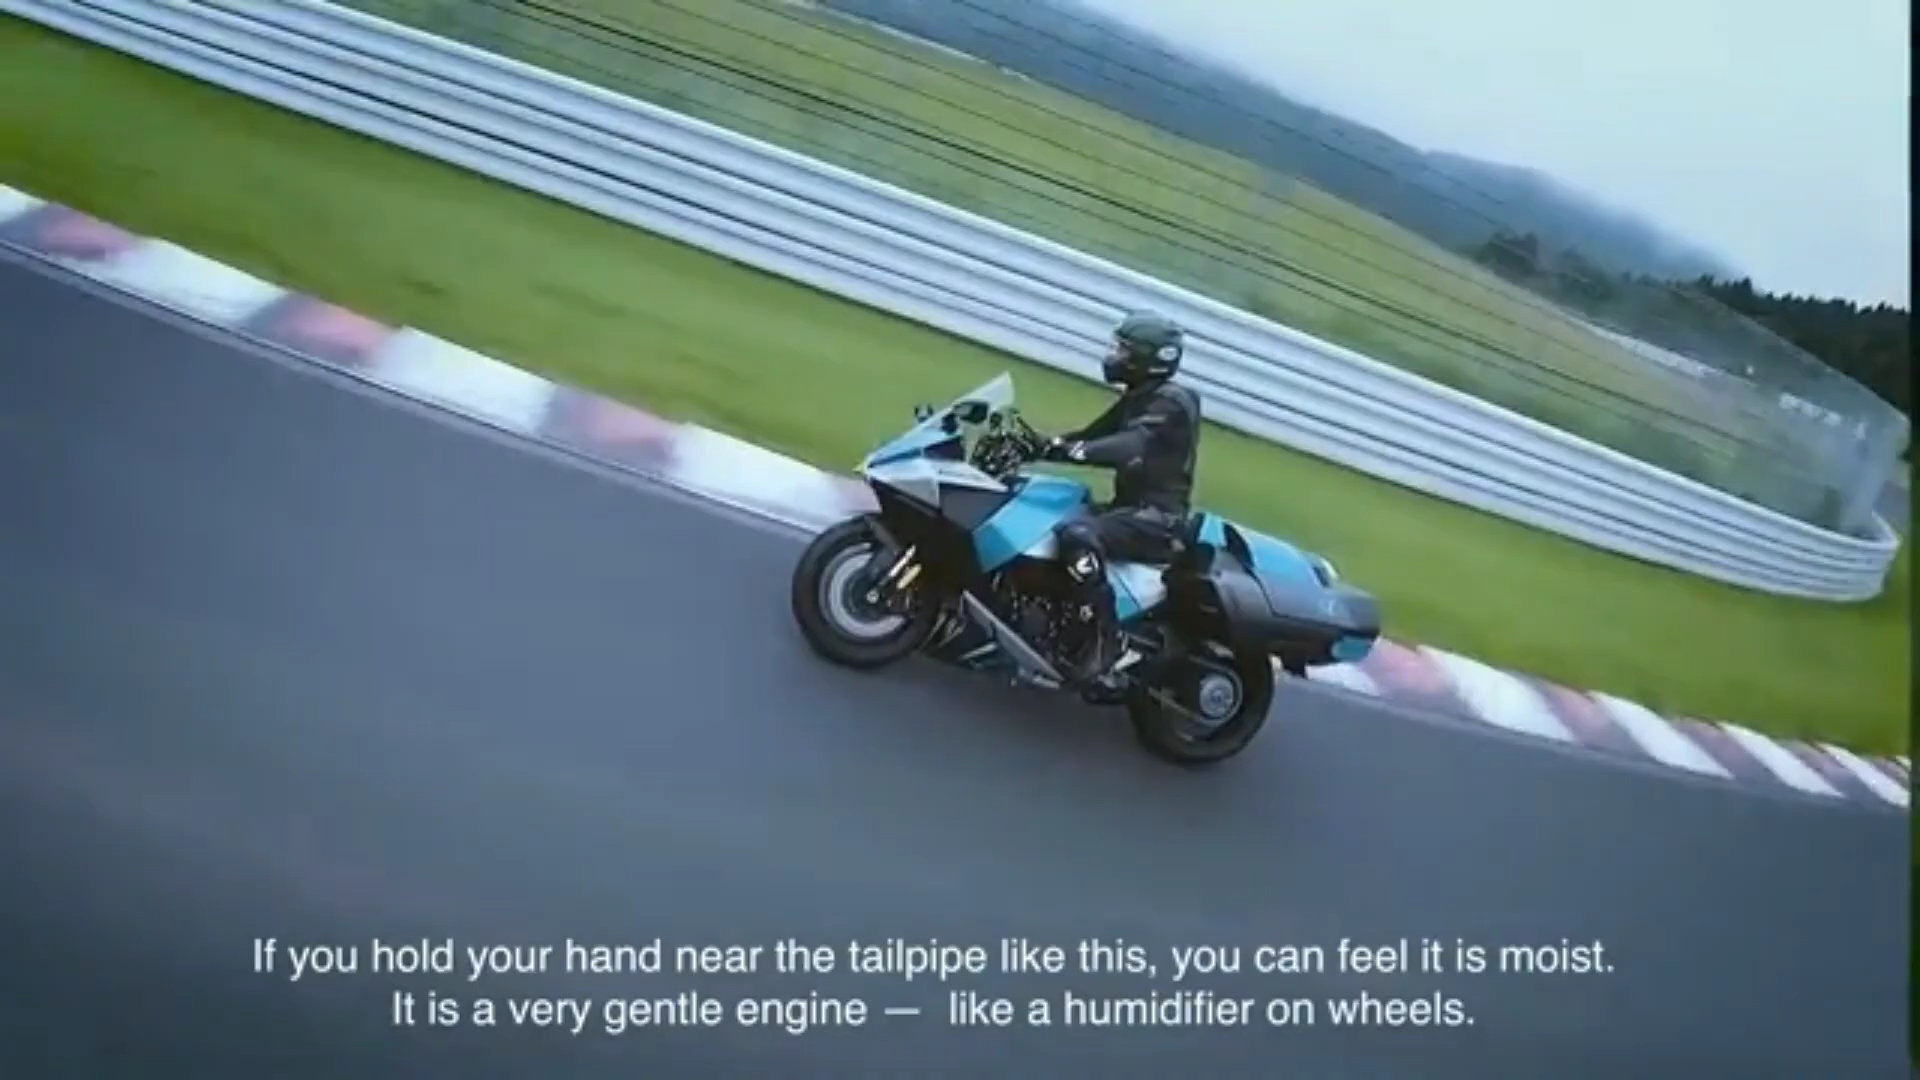 If you hold your hand near the tailpipe like this, you can feel it is moist.
It is a very gentle engine —  like a humidifier on wheels.